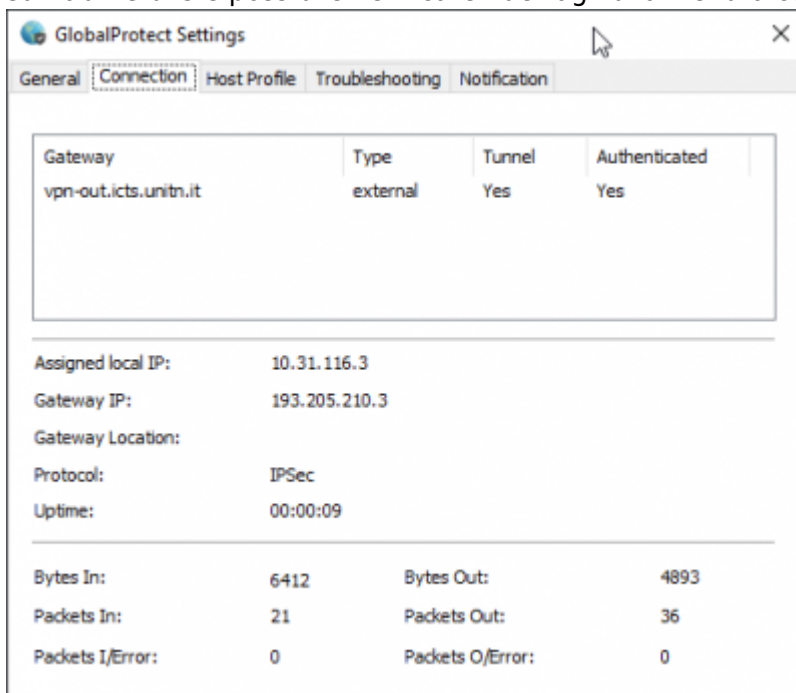 GlobalProtect Settings
General Connection Host Profile Troubleshooting Notification
Gateway Type Tunnel Authenticated
vpn-out.icts.unitn.it external Yes Yes
Assigned local IP: 10.31.116.3
Gateway IP: 193.205.210.3
Gateway Location:
Protocol: IPSec
Uptime: 00:00:09
Bytes In: 6412 Bytes Out: 4893
Packets In: 21 Packets Out: 36
Packets I/Error: 0 Packets O/Error: 0